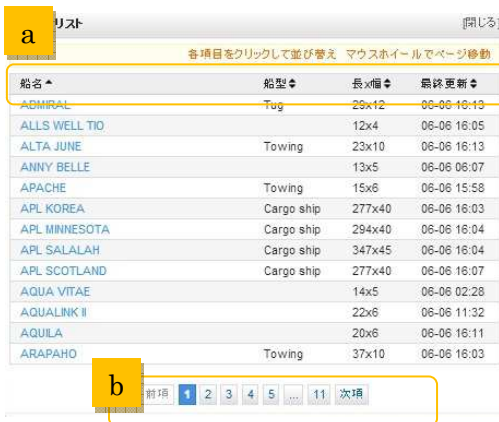 a
リスト [閉じる]
各項目をクリックして並び替え マウスホイールでページ移動
船名▲ 船型♦ 長x幅♦ 最終更新♦
ADMIRAL Tug 29x12 06-06 16:13
ALLS WELL TIO 12x4 06-06 16:05
ALTA JUNE Towing 23x10 06-06 16:13
ANNY BELLE 13x5 06-06 06:07
APACHE Towing 15x6 06-06 15:58
APL KOREA Cargo ship 277x40 06-06 16:03
APL MINNESOTA Cargo ship 294x40 06-06 16:04
APL SALALAH Cargo ship 347x45 06-06 16:04
APL SCOTLAND Cargo ship 277x40 06-06 16:07
AQUA VITAE 14x5 06-06 02:28
AQUALINK II 22x6 06-06 11:32
AQUILA 20x6 06-06 16:11
ARAPAHO Towing 37x10 06-06 16:03
b
前項 1 2 3 4 5 ... 11 次項